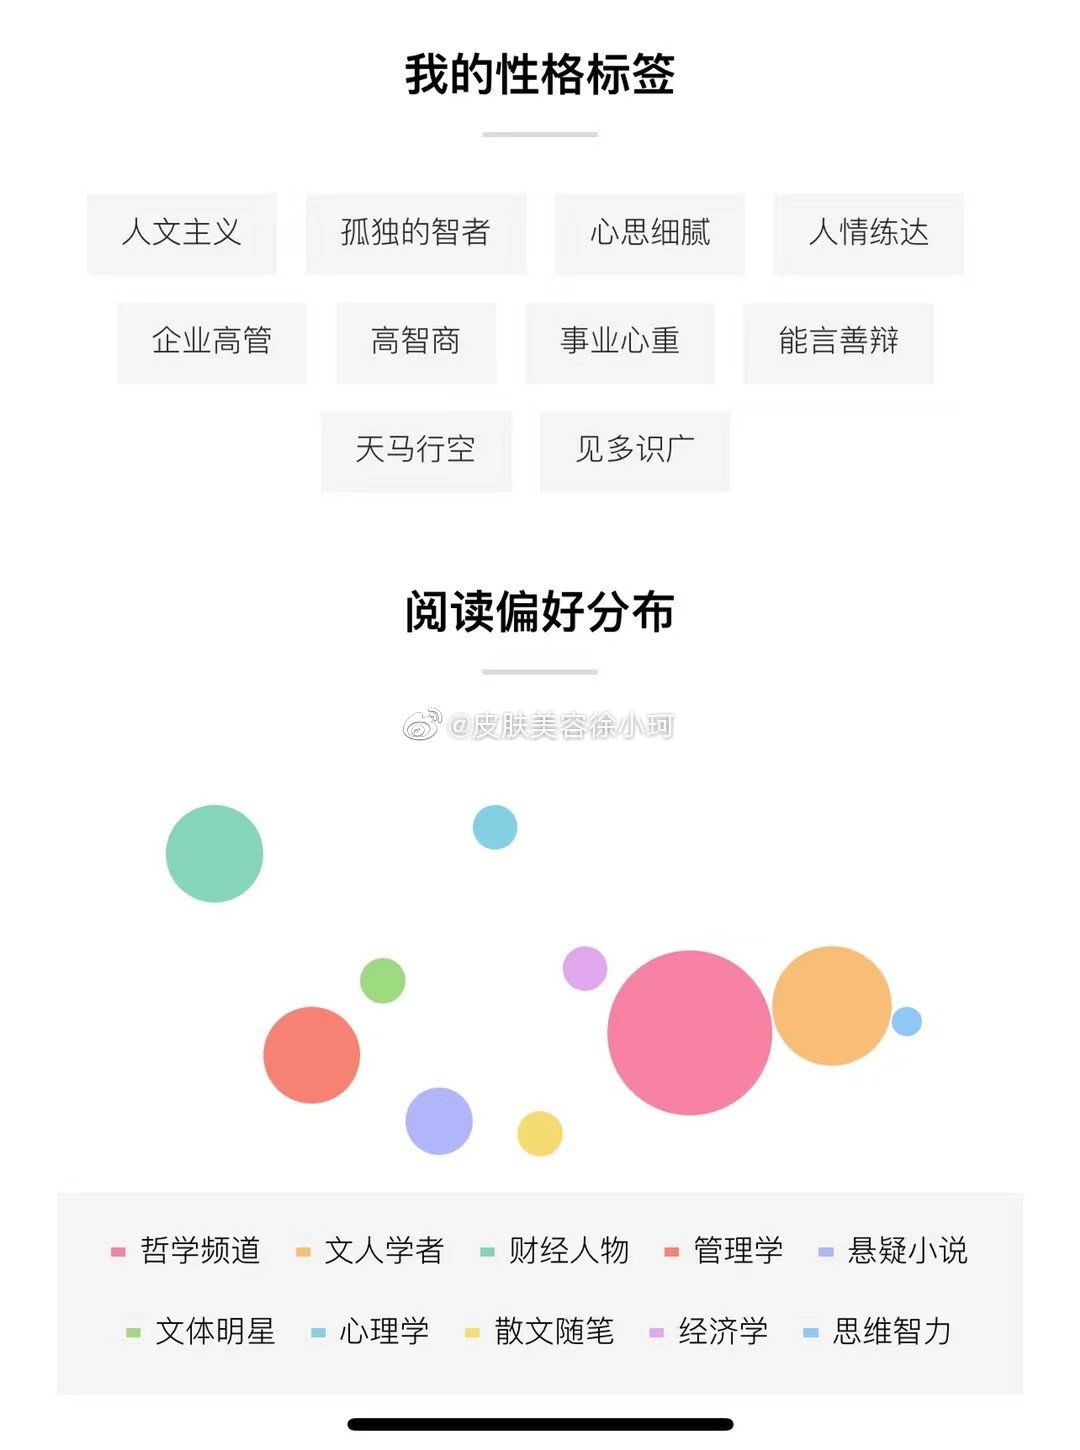 我的性格标签
人文主义 孤独的智者 心思细腻 人情练达
企业高管 高智商 事业心重 能言善辩
天马行空 见多识广
阅读偏好分布
@皮肤美容徐小珂
哲学频道 文人学者 财经人物 管理学 悬疑小说
文体明星 心理学 散文随笔 经济学 思维智力